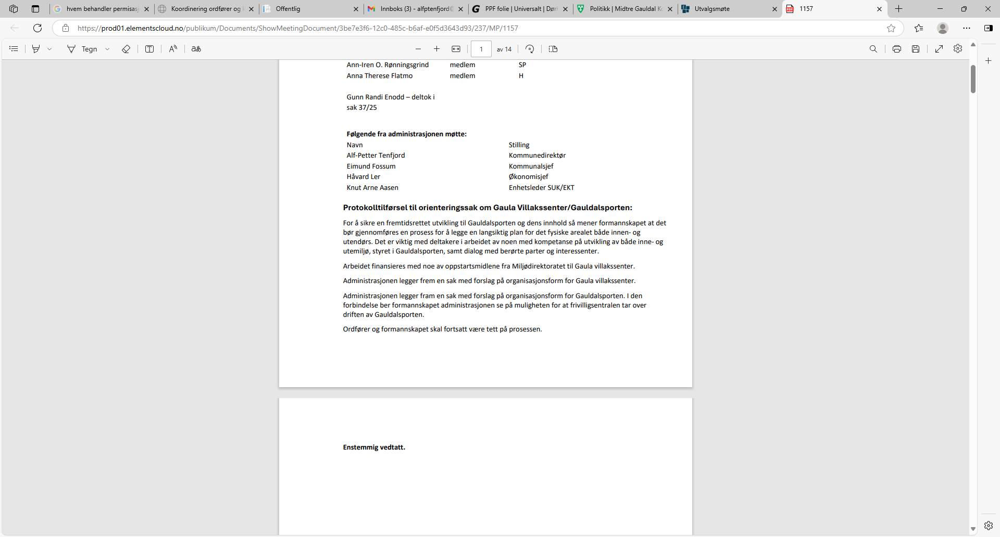 hvem behandler permisas
Koordinering ordfører og
Offentlig
Innboks (3) - alfptenfjord@
PPF folie | Universalt | Dør
Politikk | Midtre Gauldal K
Utvalgsmøte
1157
https://prod01.elementscloud.no/publikum/Documents/ShowMeetingDocument/3be7e3f6-12c0-485c-b6af-e0f5d3643d93/237/MP/1157
Tegn
aあ
1 av 14
Ann-Iren O. Rønningsgrind medlem SP
Anna Therese Flatmo medlem H
Gunn Randi Enodd – deltok i
sak 37/25
Følgende fra administrasjonen møtte:
Navn Stilling
Alf-Petter Tenfjord Kommunedirektør
Eimund Fossum Kommunalsjef
Håvard Ler Økonomisjef
Knut Arne Aasen Enhetsleder SUK/EKT
Protokolltilførsel til orienteringssak om Gaula Villakssenter/Gauldalsporten:
For å sikre en fremtidsrettet utvikling til Gauldalsporten og dens innhold så mener formannskapet at det
bør gjennomføres en prosess for å legge en langsiktig plan for det fysiske arealet både innen- og
utendørs. Det er viktig med deltakere i arbeidet av noen med kompetanse på utvikling av både inne- og
utemiljø, styret i Gauldalsporten, samt dialog med berørte parter og interessenter.
Arbeidet finansieres med noe av oppstartsmidlene fra Miljødirektoratet til Gaula villakssenter.
Administrasjonen legger frem en sak med forslag på organisasjonsform for Gaula villakssenter.
Administrasjonen legger fram en sak med forslag på organisasjonsform for Gauldalsporten. I den
forbindelse ber formannskapet administrasjonen se på muligheten for at frivilligsentralen tar over
driften av Gauldalsporten.
Ordfører og formannskapet skal fortsatt være tett på prosessen.
Enstemmig vedtatt.